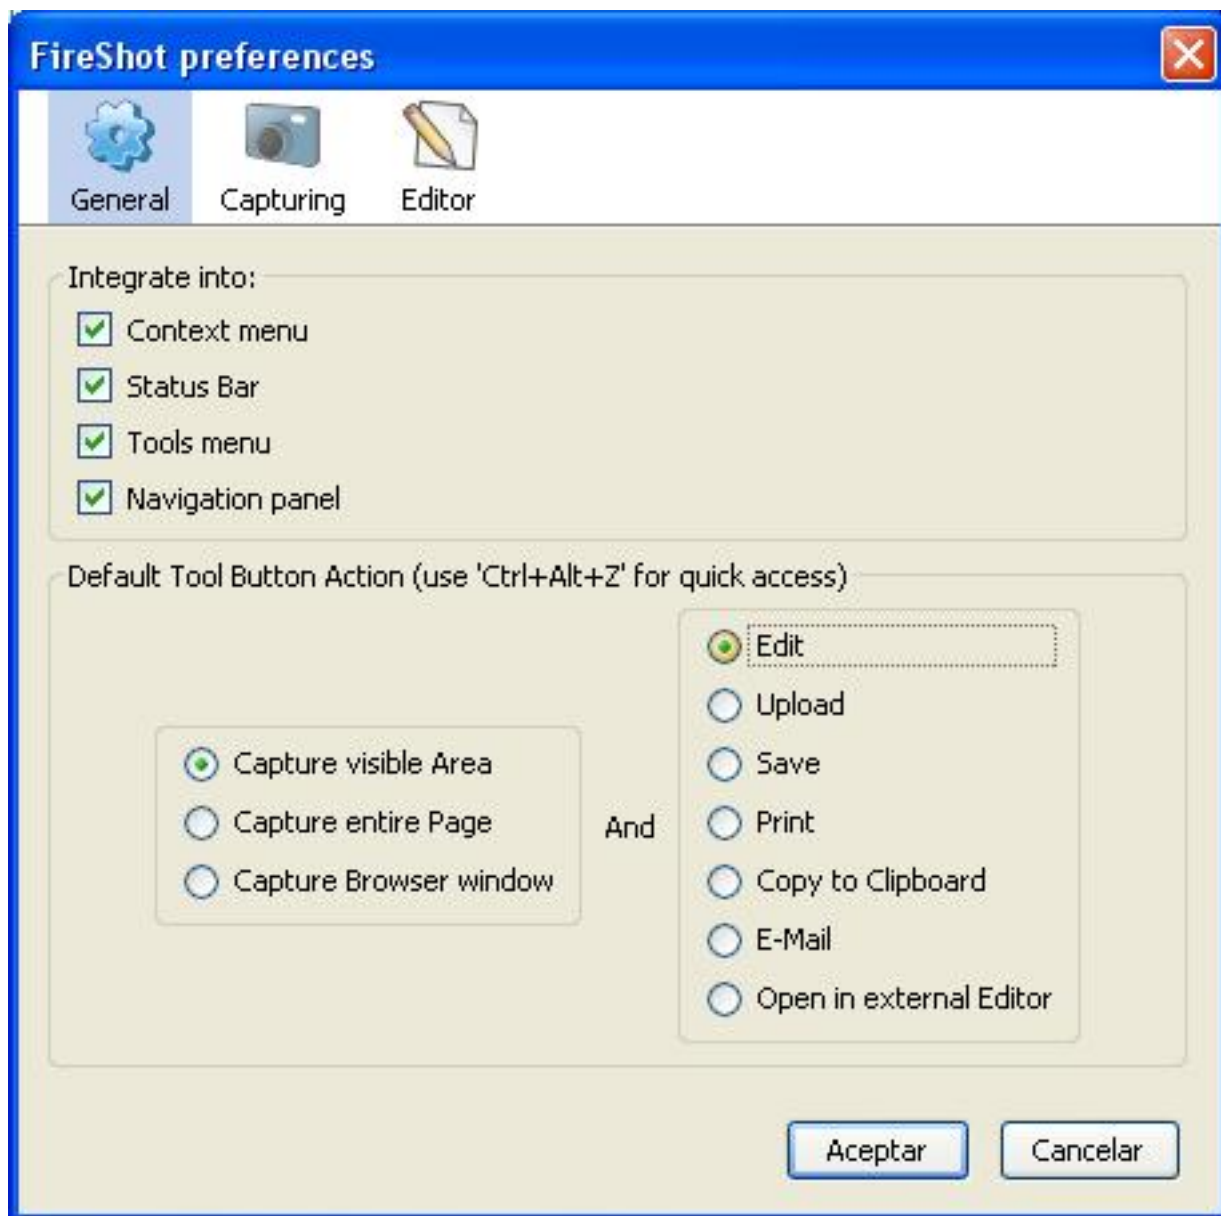 FireShot preferences
General Capturing Editor
Integrate into:
Context menu
Status Bar
Tools menu
Navigation panel
Default Tool Button Action (use 'Ctrl+Alt+Z' for quick access)
Capture visible Area
Capture entire Page
Capture Browser window
And
Edit
Upload
Save
Print
Copy to Clipboard
E-Mail
Open in external Editor
Aceptar Cancelar